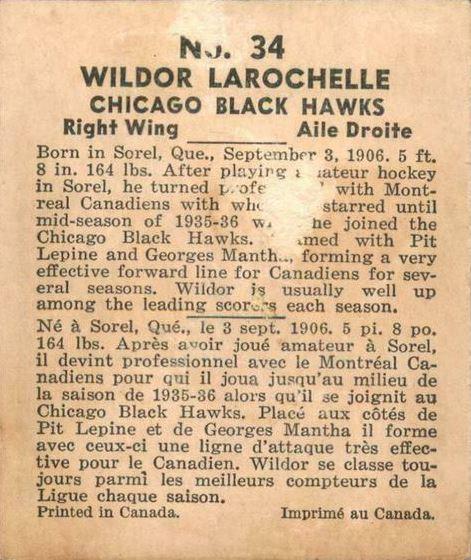 No. 34
WILDOR LAROCHELLE
CHICAGO BLACK HAWKS
Right Wing Aile Droite
Born in Sorel, Que., September 3, 1906. 5 ft.
8 in. 164 lbs. After playing hockey
in Sorel, he turned with Mont-
real Canadiens with starred until
mid-season of 1935-36 he joined the
Chicago Black Hawks. with Pit
Lepine and Georges Mantha, forming a very
effective forward line for Canadiens for sev-
eral seasons. Wildor is usually well up
among the leading scorers each season.
Né à Sorel, Qué., le 3 sept. 1906. 5 pi. 8 po.
164 lbs. Après avoir joué amateur à Sorel,
il devint professionnel avec le Montréal Ca-
nadiens pour qui il joua jusqu'au milieu de
la saison de 1935-36 alors qu'il se joignit au
Chicago Black Hawks. Placé aux côtés de
Pit Lepine et de Georges Mantha il forme
avec ceux-ci une ligne d'attaque très effec-
tive pour le Canadien. Wildor se classe tou-
jours parmi les meilleurs compteurs de la
Ligue chaque saison.
Printed in Canada. Imprimé au Canada.